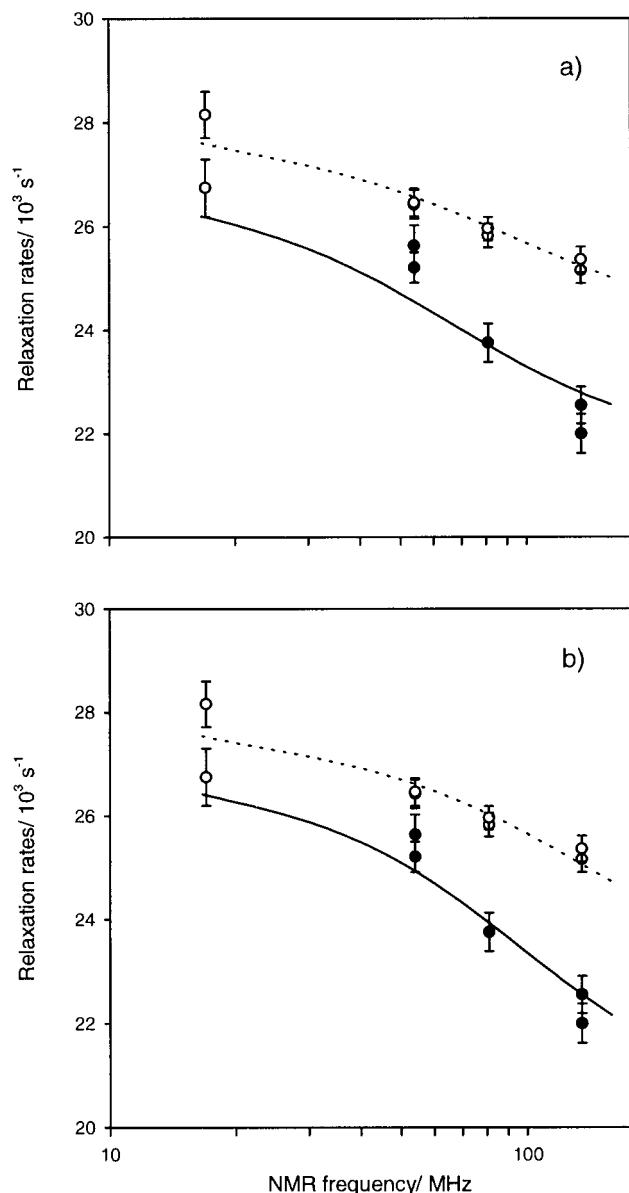 30
28
26
24
22
20
Relaxation rates/ 10³ s⁻¹
a)
30
28
26
24
22
20
Relaxation rates/ 10³ s⁻¹
b)
10
100
NMR frequency/ MHz